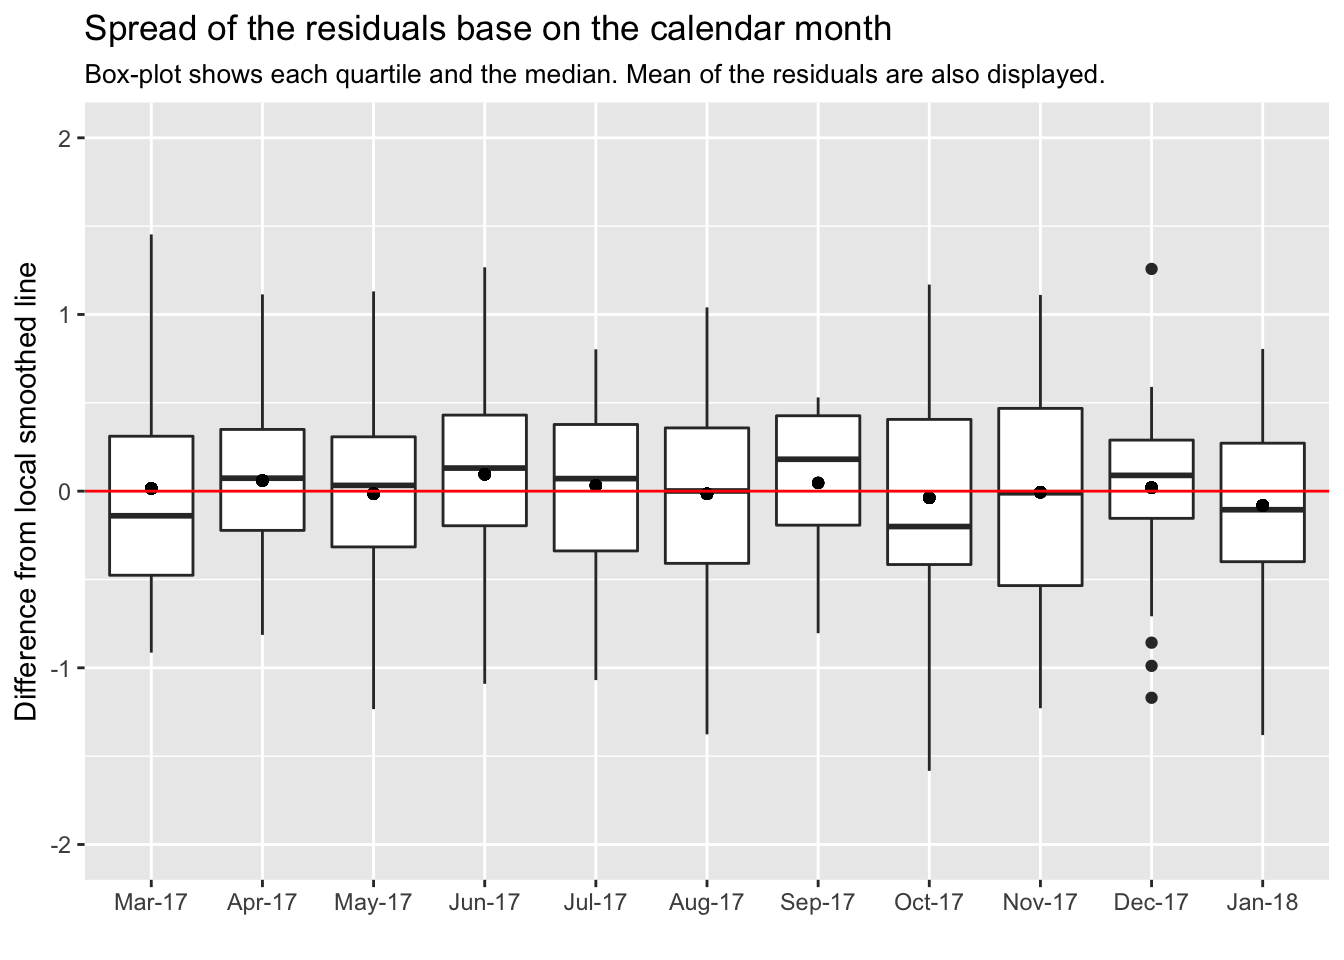 Spread of the residuals base on the calendar month
Box-plot shows each quartile and the median. Mean of the residuals are also displayed.
Difference from local smoothed line
2
1
0
-1
-2
Mar-17 Apr-17 May-17 Jun-17 Jul-17 Aug-17 Sep-17 Oct-17 Nov-17 Dec-17 Jan-18